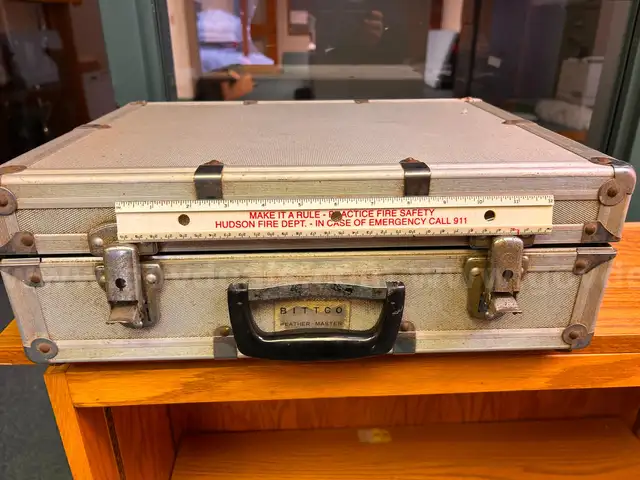 MAKE IT A RULE - PRACTICE FIRE SAFETY
HUDSON FIRE DEPT. - IN CASE OF EMERGENCY CALL 911
BITTCO
FEATHER MASTER